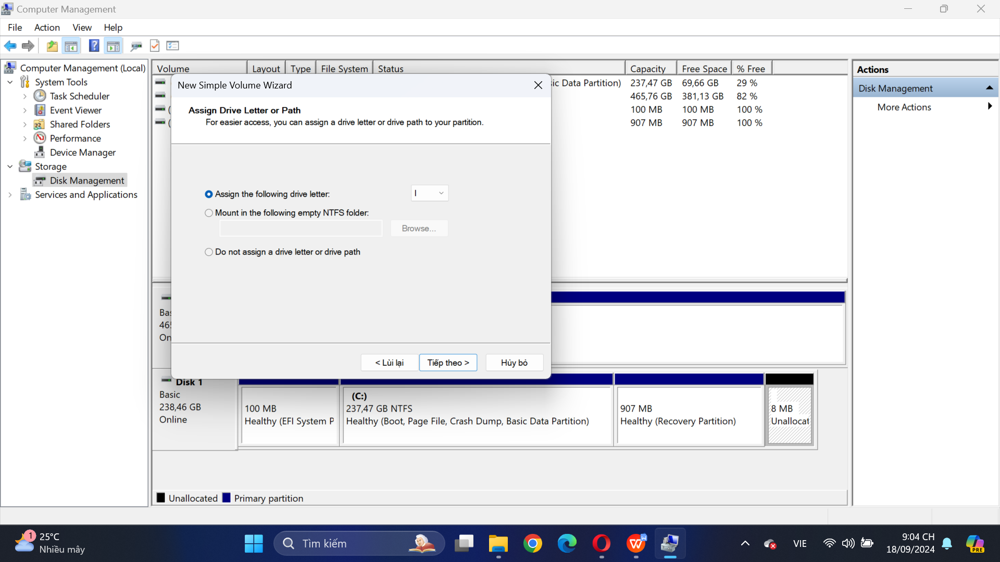 Computer Management
File Action View Help
Computer Management (Local)
System Tools
Task Scheduler
Event Viewer
Shared Folders
Performance
Device Manager
Storage
Disk Management
Services and Applications
Volume Layout Type File System Status Capacity Free Space % Free
ic Data Partition) 237,47 GB 69,66 GB 29 %
465,76 GB 381,13 GB 82 %
( 100 MB 100 MB 100 %
( 907 MB 907 MB 100 %
New Simple Volume Wizard
Assign Drive Letter or Path
For easier access, you can assign a drive letter or drive path to your partition.
Assign the following drive letter: I
Mount in the following empty NTFS folder:
Browse...
Do not assign a drive letter or drive path
< Lùi lại Tiếp theo > Hủy bỏ
Bas
465
On
Disk 1
Basic
238,46 GB
Online
100 MB
Healthy (EFI System P
(C:)
237,47 GB NTFS
Healthy (Boot, Page File, Crash Dump, Basic Data Partition)
907 MB
Healthy (Recovery Partition)
8 MB
Unallocat
Unallocated Primary partition
Actions
Disk Management
More Actions
1
25°C
Nhiều mây
Tìm kiếm
W
W
VIE
9:04 CH
18/09/2024
PRE